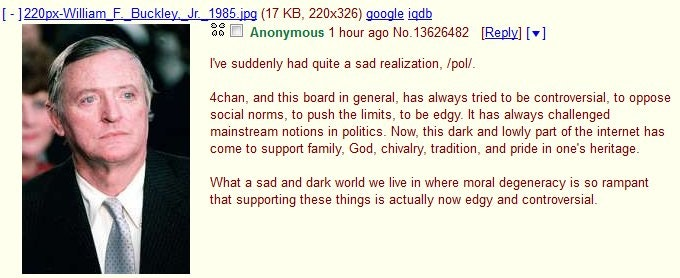 [ - ] 220px-William_F._Buckley,_Jr._1985.jpg (17 KB, 220x326) google iqdb
Anonymous 1 hour ago No.13626482 [Reply] [▼]
I've suddenly had quite a sad realization, /pol/.
4chan, and this board in general, has always tried to be controversial, to oppose
social norms, to push the limits, to be edgy. It has always challenged
mainstream notions in politics. Now, this dark and lowly part of the internet has
come to support family, God, chivalry, tradition, and pride in one's heritage.
What a sad and dark world we live in where moral degeneracy is so rampant
that supporting these things is actually now edgy and controversial.